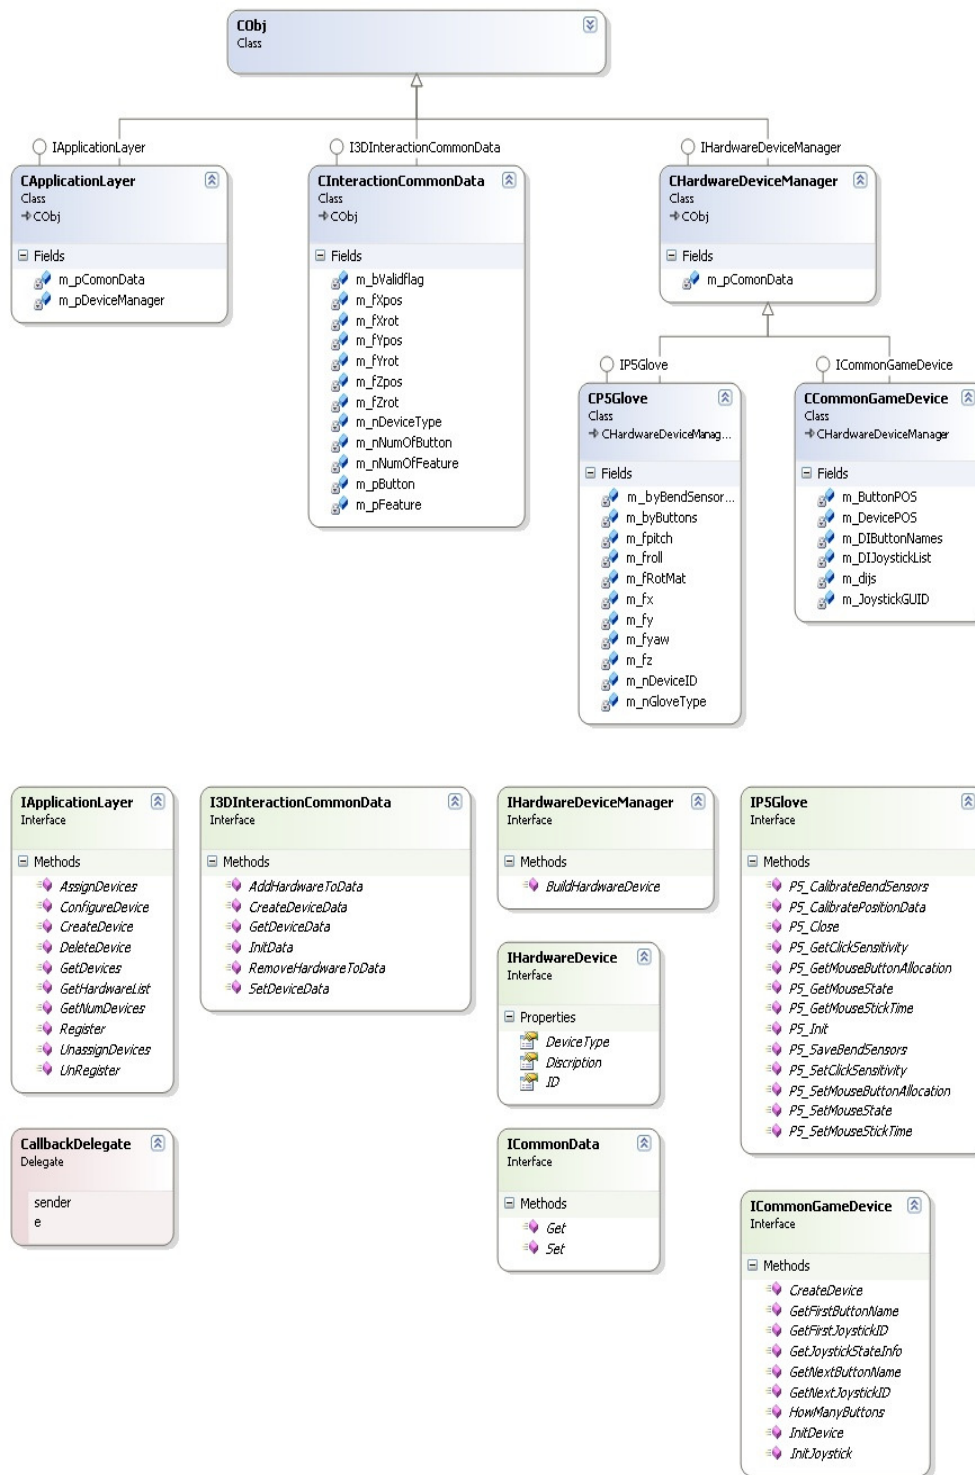 CObj
Class
IApplicationLayer
I3DInteractionCommonData
IHardwareDeviceManager
CApplicationLayer
Class
CObj
Fields
m_pComonData
m_pDeviceManager
CInteractionCommonData
Class
CObj
Fields
m_bValidflag
m_fXpos
m_fXrot
m_fYpos
m_fYrot
m_fZpos
m_fZrot
m_nDeviceType
m_nNumOfButton
m_nNumOfFeature
m_pButton
m_pFeature
CHardwareDeviceManager
Class
CObj
Fields
m_pComonData
IP5Glove
ICommonGameDevice
CP5Glove
Class
CHardwareDeviceManag...
Fields
m_byBendSensor...
m_byButtons
m_fpitch
m_froll
m_fRotMat
m_fx
m_fy
m_fyaw
m_fz
m_nDeviceID
m_nGloveType
CCommonGameDevice
Class
CHardwareDeviceManager
Fields
m_ButtonPOS
m_DevicePOS
m_DIButtonNames
m_DIJoystickList
m_dijs
m_JoystickGUID
IApplicationLayer
Interface
Methods
AssignDevices
ConfigureDevice
CreateDevice
DeleteDevice
GetDevices
GetHardwareList
GetNumDevices
Register
UnassignDevices
UnRegister
I3DInteractionCommonData
Interface
Methods
AddHardwareToData
CreateDeviceData
GetDeviceData
InitData
RemoveHardwareToData
SetDeviceData
IHardwareDeviceManager
Interface
Methods
BuildHardwareDevice
IP5Glove
Interface
Methods
P5_CalibrateBendSensors
P5_CalibratePositionData
P5_Close
P5_GetClickSensitivity
P5_GetMouseButtonAllocation
P5_GetMouseState
P5_GetMouseStickTime
P5_Init
P5_SaveBendSensors
P5_SetClickSensitivity
P5_SetMouseButtonAllocation
P5_SetMouseState
P5_SetMouseStickTime
IHardwareDevice
Interface
Properties
DeviceType
Discription
ID
CallbackDelegate
Delegate
sender
e
ICommonData
Interface
Methods
Get
Set
ICommonGameDevice
Interface
Methods
CreateDevice
GetFirstButtonName
GetFirstJoystickID
GetJoystickStateInfo
GetNextButtonName
GetNextJoystickID
HowManyButtons
InitDevice
InitJoystick